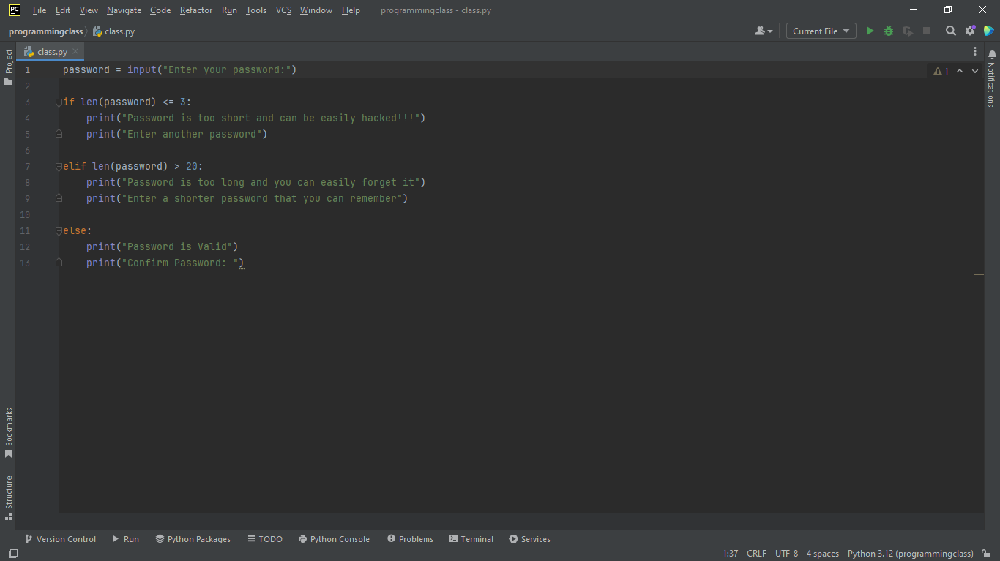 PC File Edit View Navigate Code Refactor Run Tools VCS Window Help programmingclass - class.py
programmingclass class.py Current File
Project
class.py
Notifications
1 password = input("Enter your password:") 1
2
3 if len(password) <= 3:
4     print("Password is too short and can be easily hacked!!!")
5     print("Enter another password")
6
7 elif len(password) > 20:
8     print("Password is too long and you can easily forget it")
9     print("Enter a shorter password that you can remember")
10
11 else:
12     print("Password is Valid")
13     print("Confirm Password: ")
Bookmarks
Structure
Version Control Run Python Packages TODO Python Console Problems Terminal Services
1:37 CRLF UTF-8 4 spaces Python 3.12 (programmingclass)